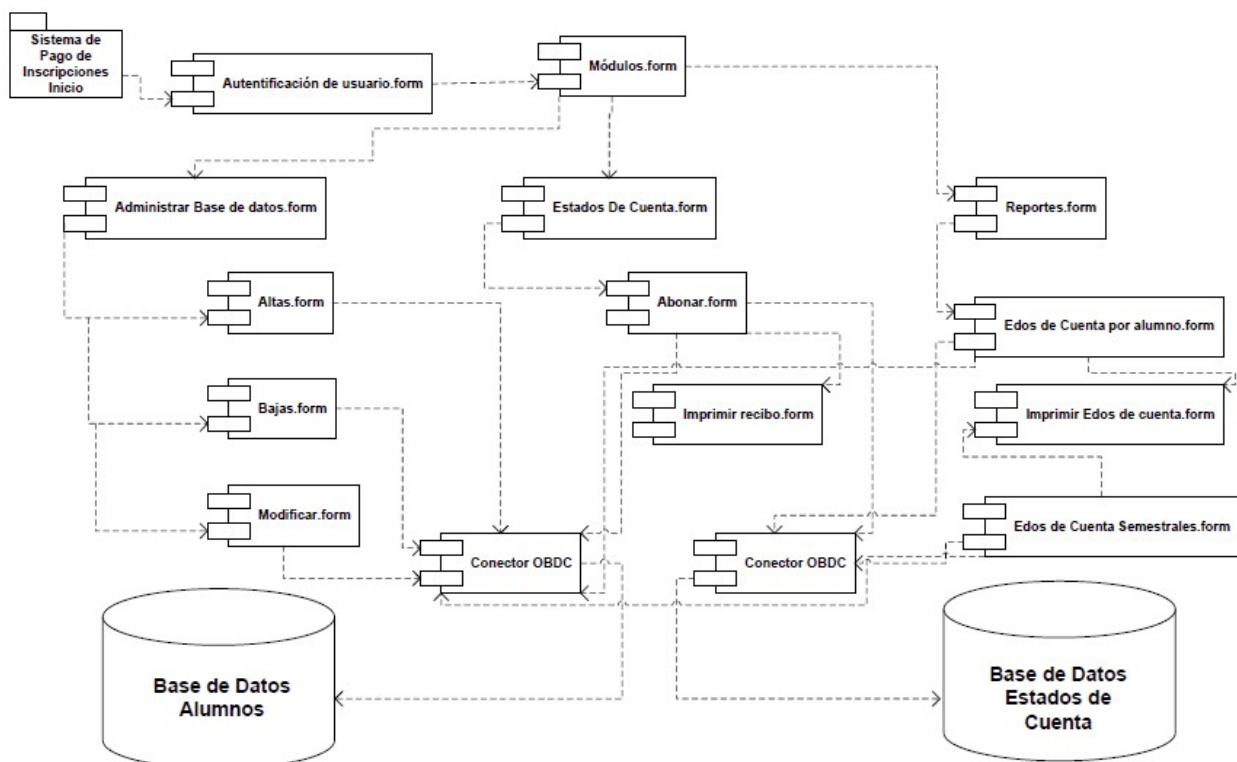 Sistema de
Pago de
Inscripciones
Inicio
Autentificación de usuario.form
Módulos.form
Administrar Base de datos.form
Estados De Cuenta.form
Reportes.form
Altas.form
Abonar.form
Edos de Cuenta por alumno.form
Bajas.form
Imprimir recibo.form
Imprimir Edos de cuenta.form
Modificar.form
Edos de Cuenta Semestrales.form
Conector OBDC
Conector OBDC
Base de Datos
Alumnos
Base de Datos
Estados de
Cuenta